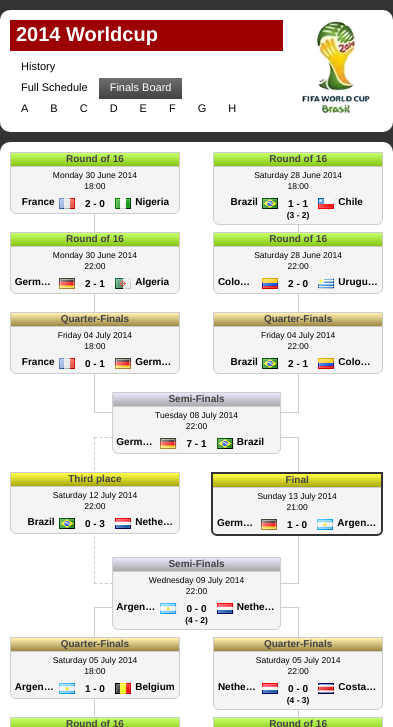 2014 Worldcup
History
Full Schedule Finals Board
A B C D E F G H
2014
FIFA WORLD CUP
Brasil
Round of 16
Monday 30 June 2014
18:00
France 2 - 0 Nigeria
Round of 16
Saturday 28 June 2014
18:00
Brazil 1 - 1 Chile
(3 - 2)
Round of 16
Monday 30 June 2014
22:00
Germ... 2 - 1 Algeria
Round of 16
Saturday 28 June 2014
22:00
Colo... 2 - 0 Urugu...
Quarter-Finals
Friday 04 July 2014
18:00
France 0 - 1 Germ...
Quarter-Finals
Friday 04 July 2014
22:00
Brazil 2 - 1 Colo...
Semi-Finals
Tuesday 08 July 2014
22:00
Germ... 7 - 1 Brazil
Third place
Saturday 12 July 2014
22:00
Brazil 0 - 3 Nethe...
Final
Sunday 13 July 2014
21:00
Germ... 1 - 0 Argen...
Semi-Finals
Wednesday 09 July 2014
22:00
Argen... 0 - 0 Nethe...
(4 - 2)
Quarter-Finals
Saturday 05 July 2014
18:00
Argen... 1 - 0 Belgium
Quarter-Finals
Saturday 05 July 2014
22:00
Nethe... 0 - 0 Costa...
(4 - 3)
Round of 16
Round of 16